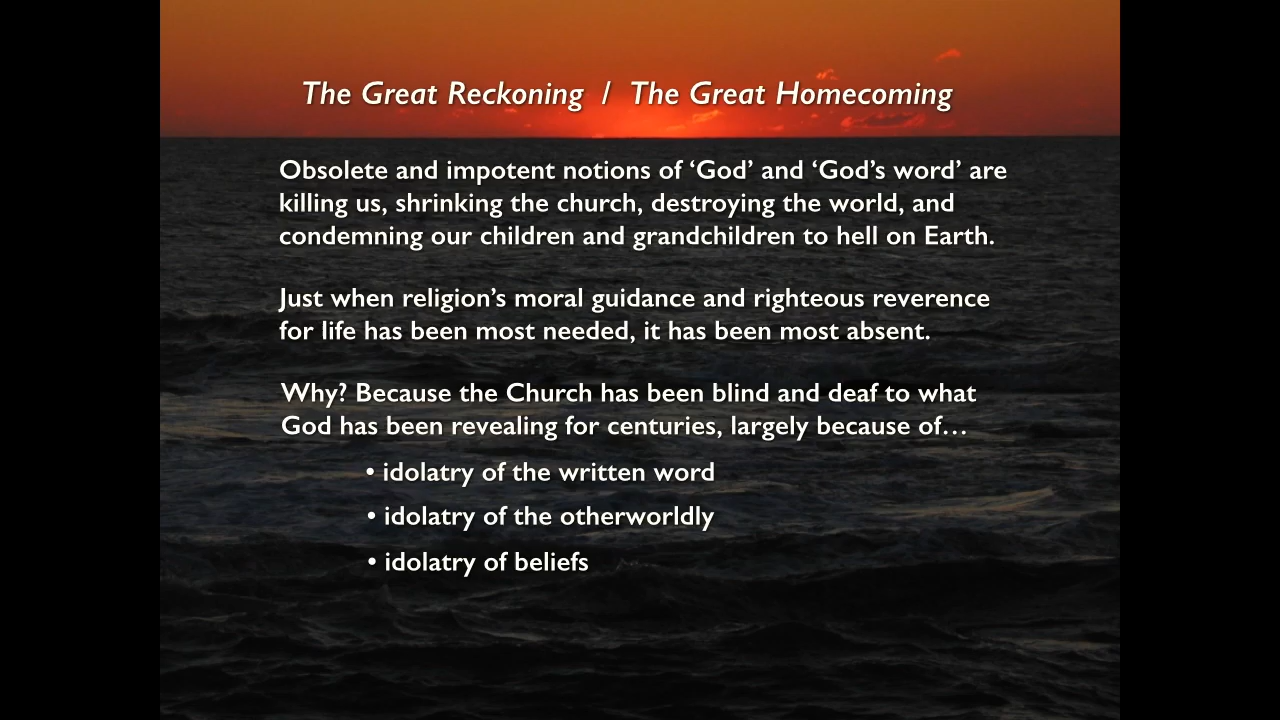 The Great Reckoning / The Great Homecoming
Obsolete and impotent notions of ‘God’ and ‘God’s word’ are
killing us, shrinking the church, destroying the world, and
condemning our children and grandchildren to hell on Earth.
Just when religion’s moral guidance and righteous reverence
for life has been most needed, it has been most absent.
Why? Because the Church has been blind and deaf to what
God has been revealing for centuries, largely because of…
• idolatry of the written word
• idolatry of the otherworldly
• idolatry of beliefs